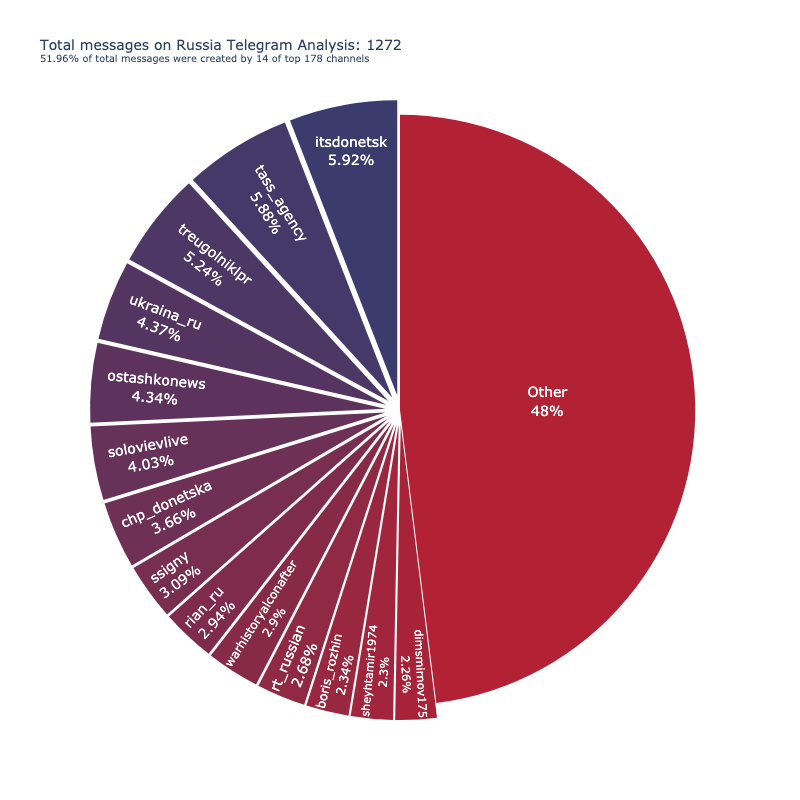 Total messages on Russia Telegram Analysis: 1272
51.96% of total messages were created by 14 of top 178 channels
itsdonetsk
5.92%
tass_agency
5.88%
treugolniklpr
5.24%
ukraina_ru
4.37%
ostashkonews
4.34%
solovievlive
4.03%
chp_donetska
3.66%
ssigny
3.09%
rian_ru
2.94%
warhistoryalconafter
2.9%
rt_russian
2.68%
boris_rozhin
2.34%
sheyhtamir1974
2.3%
dimsmirnov175
2.26%
Other
48%